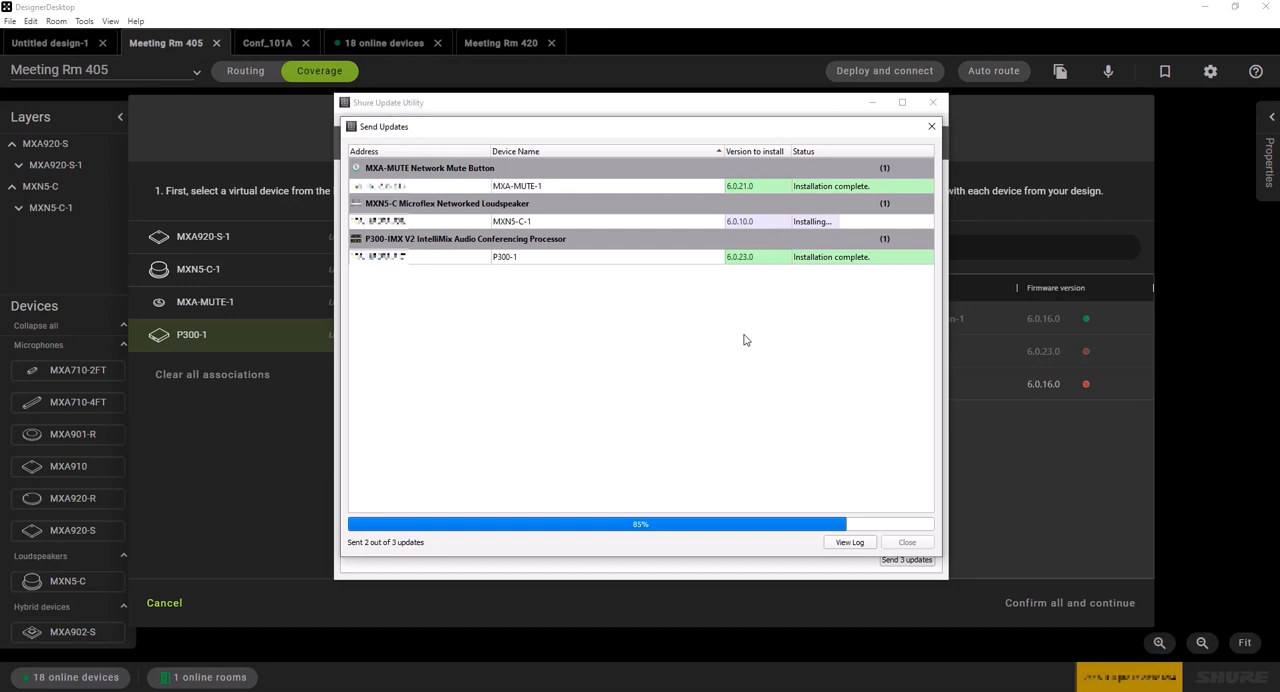 DesignerDesktop
File Edit Room Tools View Help
Untitled design-1 Meeting Rm 405 Conf_101A 18 online devices Meeting Rm 420
Meeting Rm 405 Routing Coverage Deploy and connect Auto route
Shure Update Utility
Layers
Send Updates
Properties
MXA920-S
MXA920-S-1
MXN5-C
MXN5-C-1
1. First, select a virtual device from the
with each device from your design.
MXA920-S-1
MXN5-C-1
MXA-MUTE-1
P300-1
Clear all associations
Address Device Name Version to install Status
MXA-MUTE Network Mute Button (1)
MXA-MUTE-1 6.0.21.0 Installation complete.
MXN5-C Microflex Networked Loudspeaker (1)
MXN5-C-1 6.0.10.0 Installing...
P300-IMX V2 IntelliMix Audio Conferencing Processor (1)
P300-1 6.0.23.0 Installation complete.
Firmware version
n-1 6.0.16.0
6.0.23.0
6.0.16.0
Devices
Collapse all
Microphones
MXA710-2FT
MXA710-4FT
MXA901-R
MXA910
MXA920-R
MXA920-S
Loudspeakers
MXN5-C
Hybrid devices
MXA902-S
85%
Sent 2 out of 3 updates View Log Close
Send 3 updates
Cancel Confirm all and continue
Fit
18 online devices 1 online rooms
SHURE